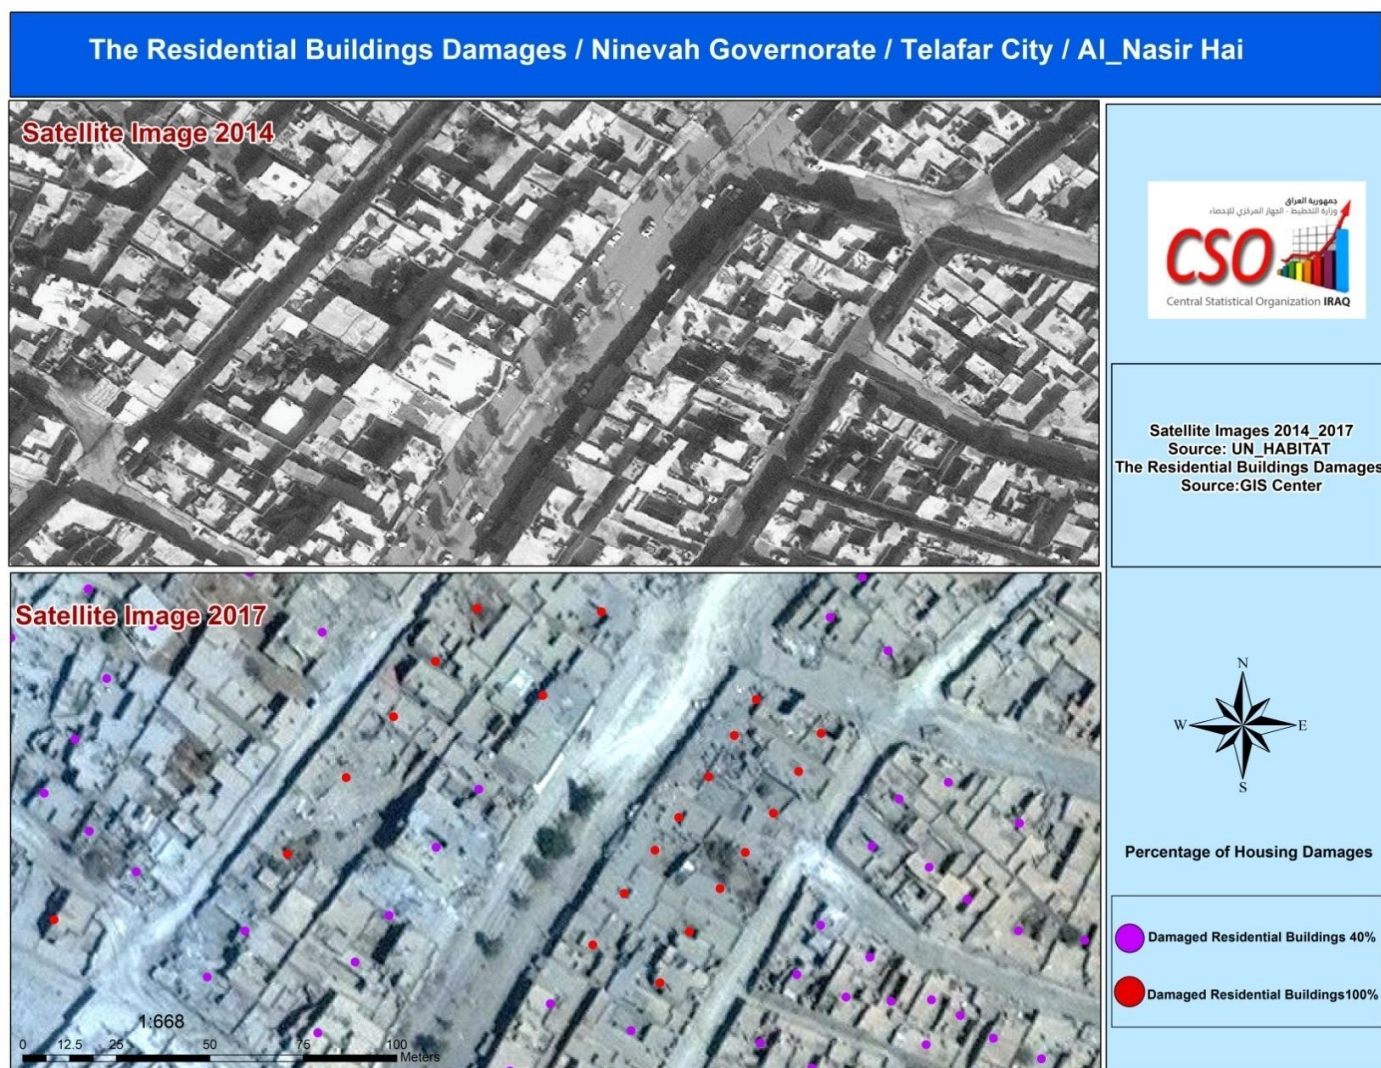 The Residential Buildings Damages / Ninevah Governorate / Telafar City / Al_Nasir Hai
Satellite Image 2014
جمهورية العراق
وزارة التخطيط - الجهاز المركزي للإحصاء
CSO
Central Statistical Organization IRAQ
Satellite Images 2014_2017
Source: UN_HABITAT
The Residential Buildings Damages
Source:GIS Center
Satellite Image 2017
N
W
E
S
Percentage of Housing Damages
Damaged Residential Buildings 40%
Damaged Residential Buildings100%
1:668
0 12.5 25 50 75 100
Meters